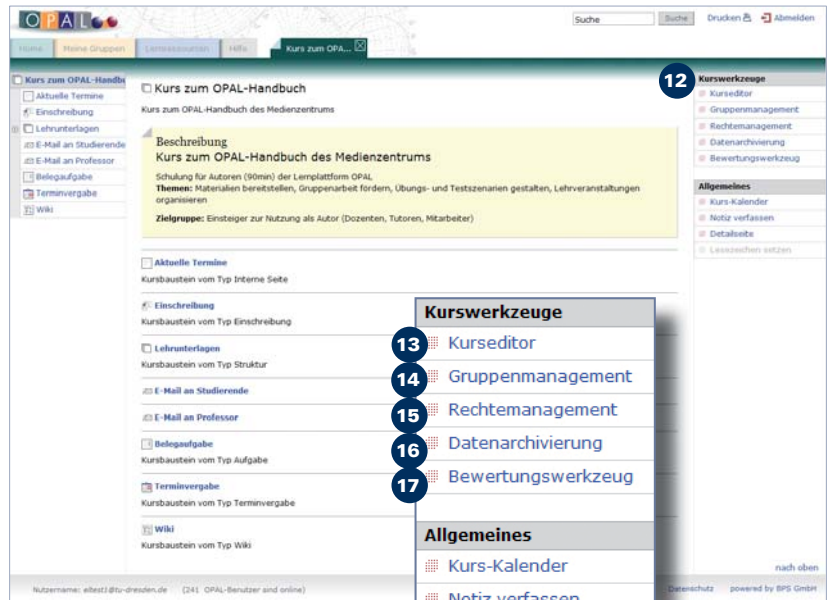 OPAL
Suche Suche Drucken Abmelden
Home Meine Gruppen Lernressourcen Hilfe Kurs zum OPA...
Kurs zum OPAL-Handbu
Aktuelle Termine
Einschreibung
Lehrunterlagen
E-Mail an Studierende
E-Mail an Professor
Belegaufgabe
Terminvergabe
Wiki
Kurs zum OPAL-Handbuch
Kurs zum OPAL-Handbuch des Medienzentrums
Beschreibung
Kurs zum OPAL-Handbuch des Medienzentrums
Schulung für Autoren (90min) der Lernplattform OPAL
Themen: Materialien bereitstellen, Gruppenarbeit fördern, Übungs- und Testszenarien gestalten, Lehrveranstaltungen
organisieren
Zielgruppe: Einsteiger zur Nutzung als Autor (Dozenten, Tutoren, Mitarbeiter)
Aktuelle Termine
Kursbaustein vom Typ Interne Seite
Einschreibung
Kursbaustein vom Typ Einschreibung
Lehrunterlagen
Kursbaustein vom Typ Struktur
E-Mail an Studierende
E-Mail an Professor
Belegaufgabe
Kursbaustein vom Typ Aufgabe
Terminvergabe
Kursbaustein vom Typ Terminvergabe
Wiki
Kursbaustein vom Typ Wiki
12 Kurswerkzeuge
Kurseditor
Gruppenmanagement
Rechtemanagement
Datenarchivierung
Bewertungswerkzeug
Allgemeines
Kurs-Kalender
Notiz verfassen
Detailseite
Lesezeichen setzen
Kurswerkzeuge
13 Kurseditor
14 Gruppenmanagement
15 Rechtemanagement
16 Datenarchivierung
17 Bewertungswerkzeug
Allgemeines
Kurs-Kalender
Notiz verfassen
nach oben
Nutzername: eltest1@tu-dresden.de (241 OPAL-Benutzer sind online) Datenschutz powered by BPS GmbH